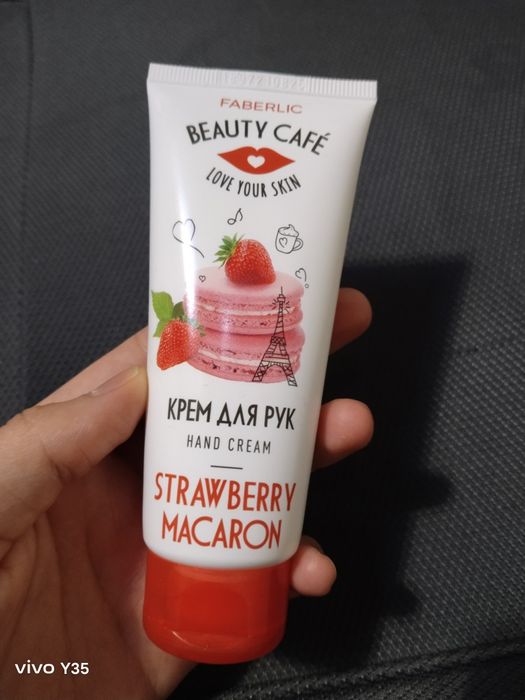 FABERLIC
BEAUTY CAFÉ
LOVE YOUR SKIN
КРЕМ ДЛЯ РУК
HAND CREAM
STRAWBERRY
MACARON
vivo Y35